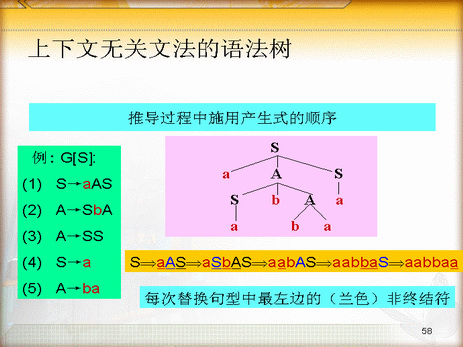 上下文无关文法的语法树
推导过程中施用产生式的顺序
例：G[S]:
(1) S→aAS
(2) A→SbA
(3) A→SS
(4) S→a
(5) A→ba
S
a A S
S b A a
a b a
S⇒aAS⇒aSbAS⇒aabAS⇒aabbaS⇒aabbaa
每次替换句型中最左边的（兰色）非终结符
58